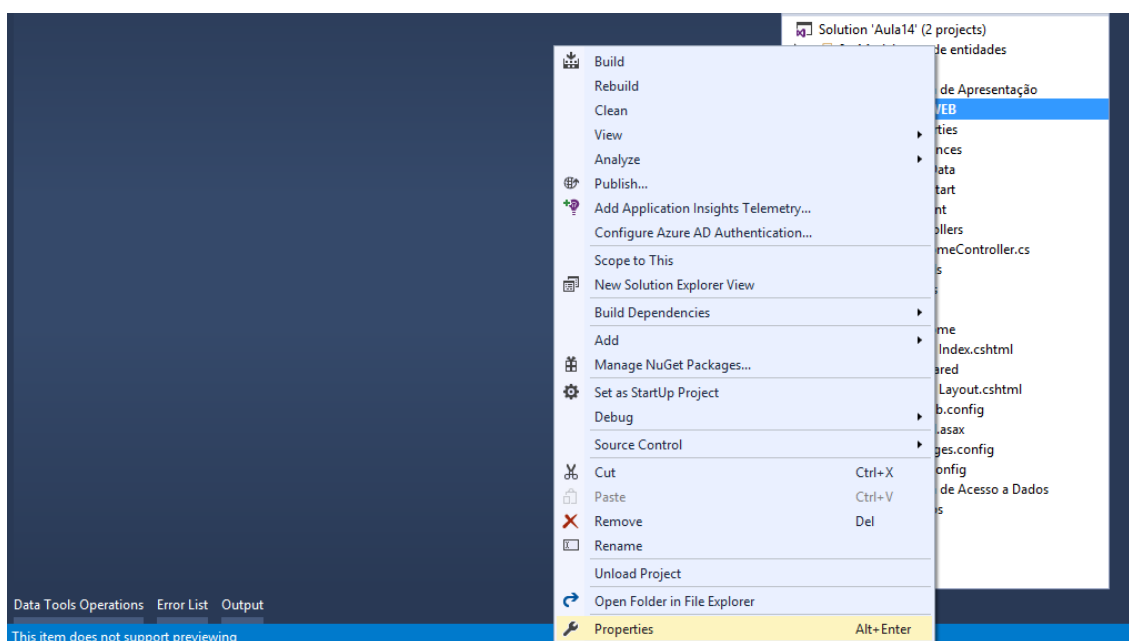 Solution 'Aula14' (2 projects)
de entidades
Build
Rebuild
de Apresentação
Clean
WEB
View
rties
nces
Analyze
Data
Publish...
tart
Add Application Insights Telemetry...
nt
Configure Azure AD Authentication...
ollers
Scope to This
meController.cs
s
New Solution Explorer View
Build Dependencies
me
Add
Index.cshtml
Manage NuGet Packages...
ared
Set as StartUp Project
Layout.cshtml
Debug
b.config
.asax
Source Control
ges.config
Cut Ctrl+X
onfig
Paste Ctrl+V
de Acesso a Dados
Remove Del
os
Rename
Unload Project
Data Tools Operations Error List Output
Open Folder in File Explorer
Properties Alt+Enter
This item does not support previewing